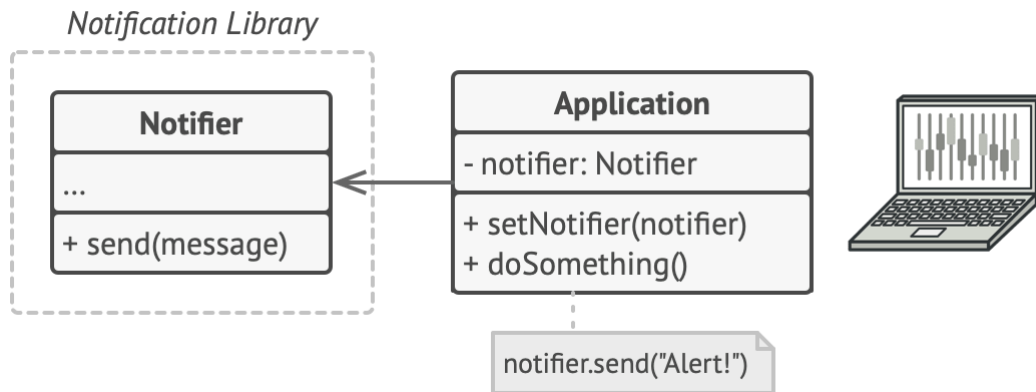 Notification Library
Notifier
...
+ send(message)
Application
- notifier: Notifier
+ setNotifier(notifier)
+ doSomething()
notifier.send("Alert!")